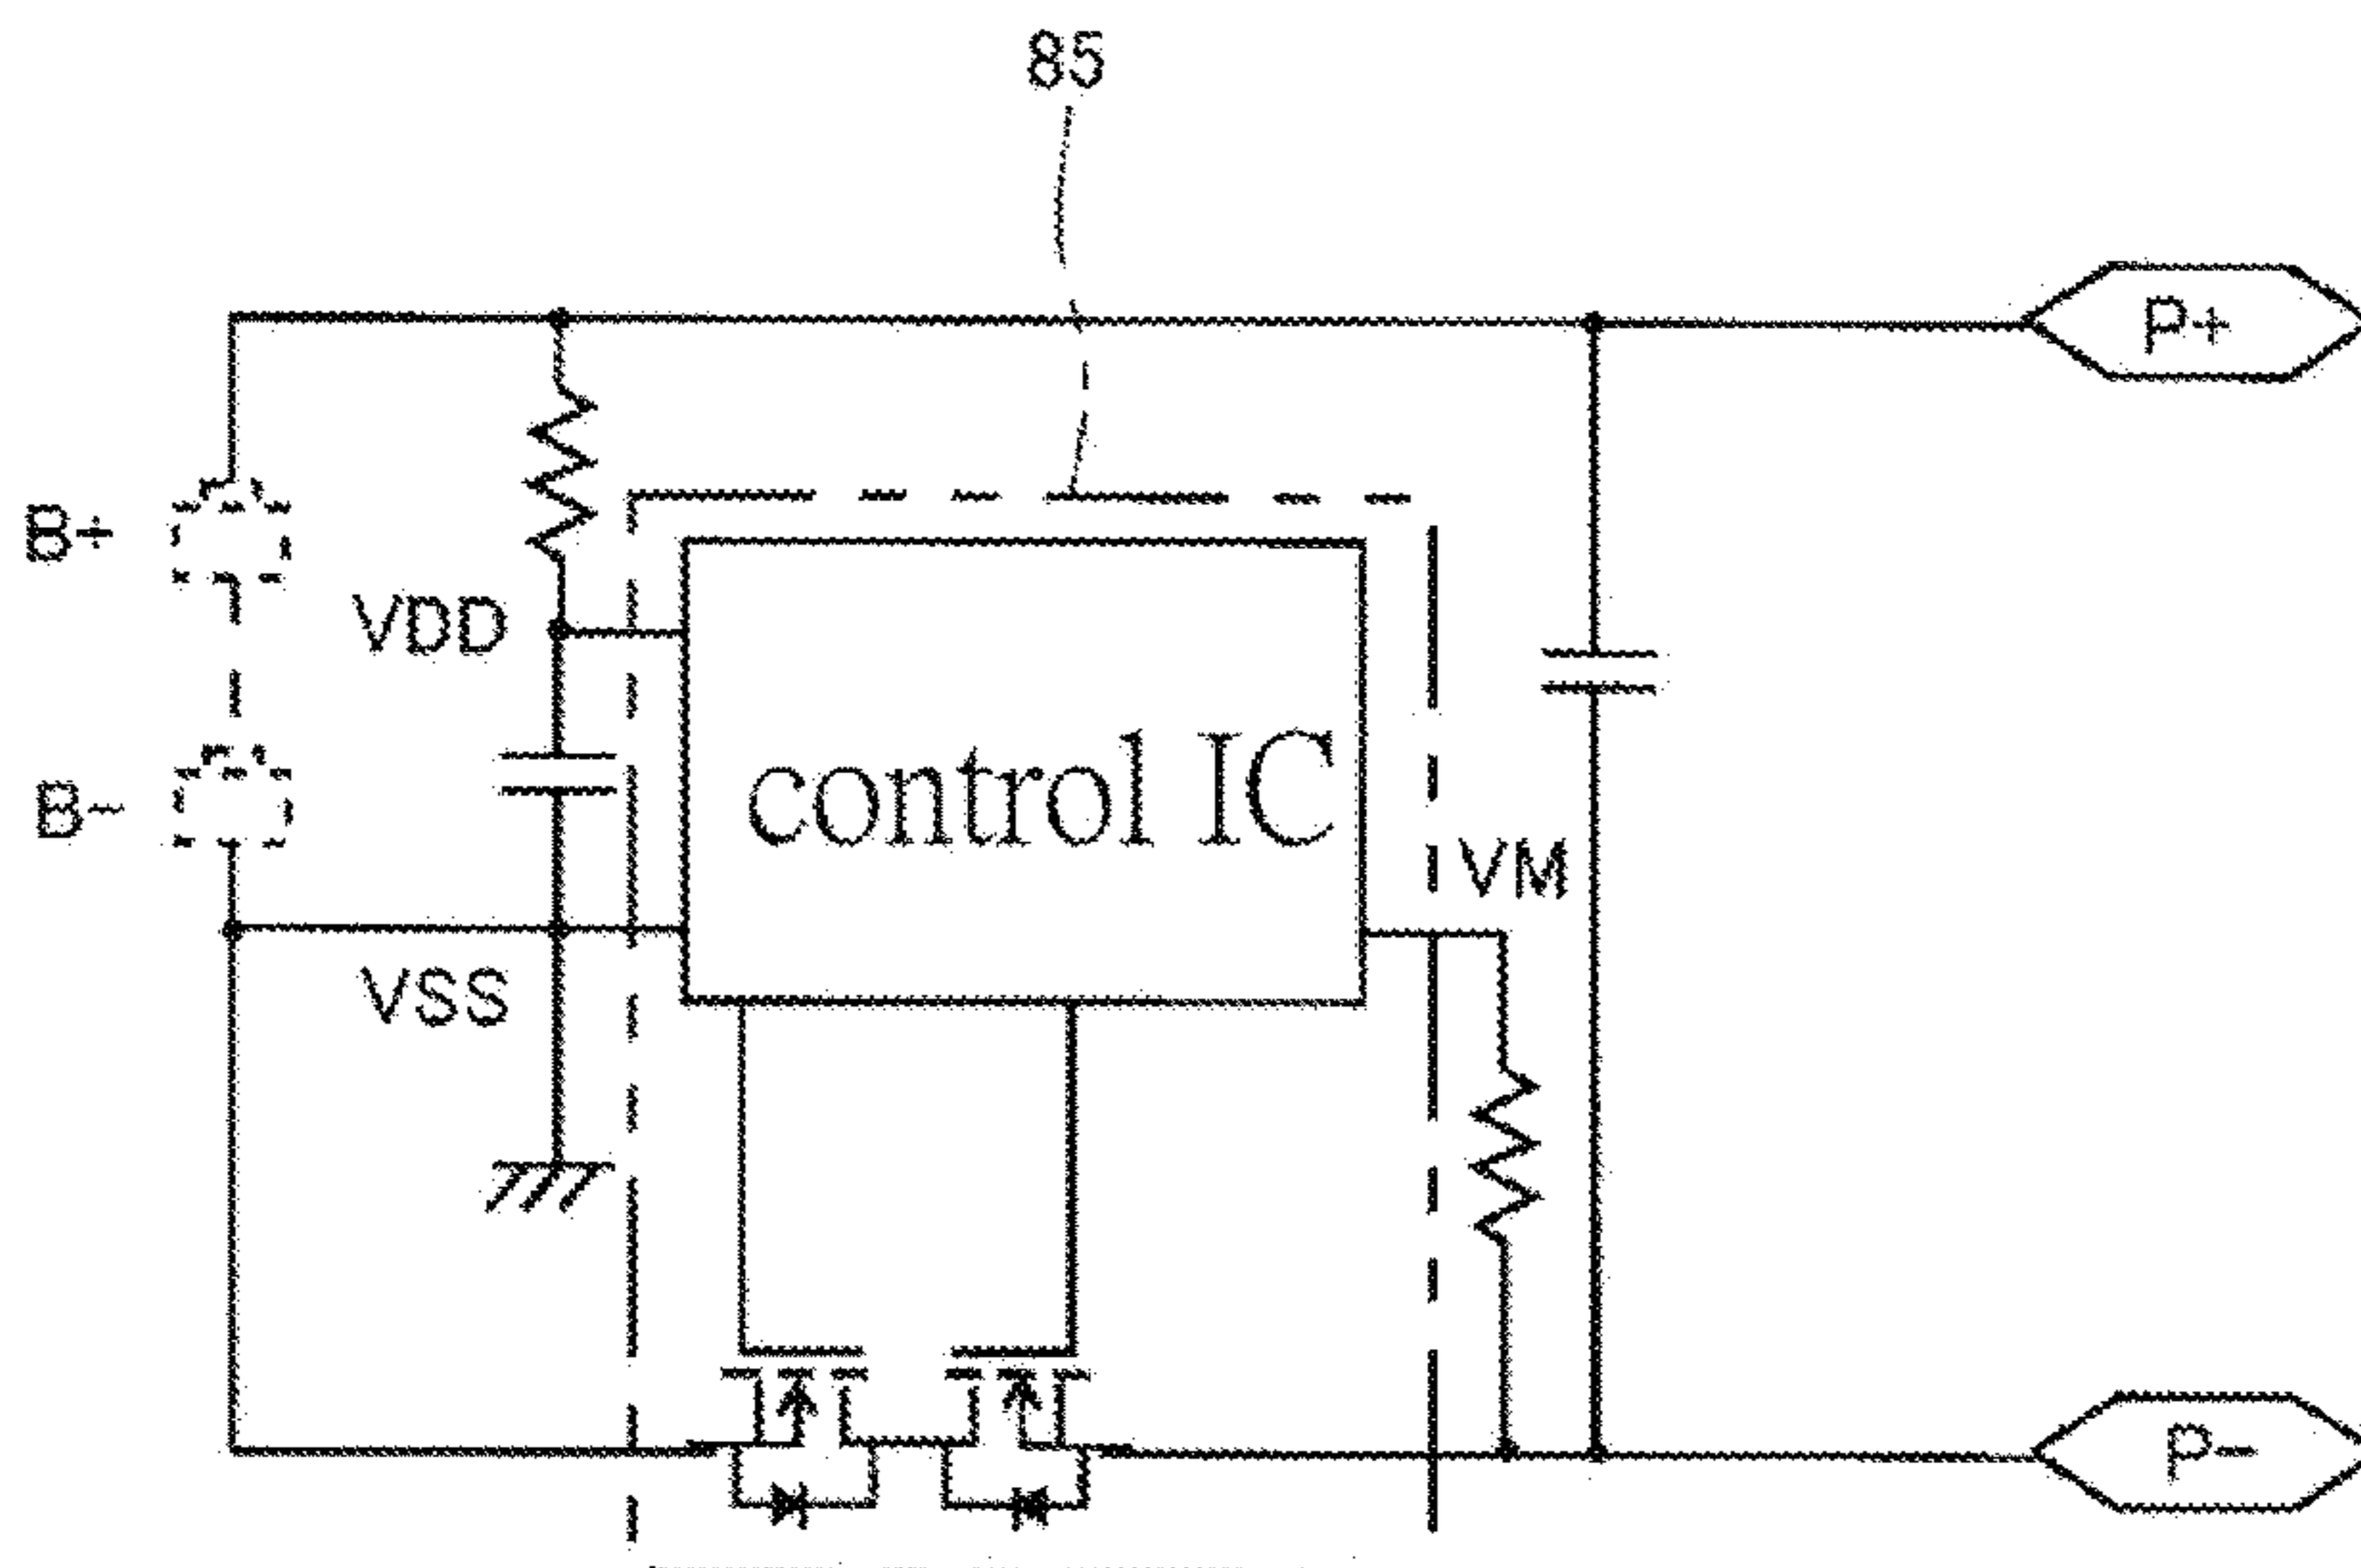 85
P+
B+
VDD
control IC
B-
VM
VSS
P-